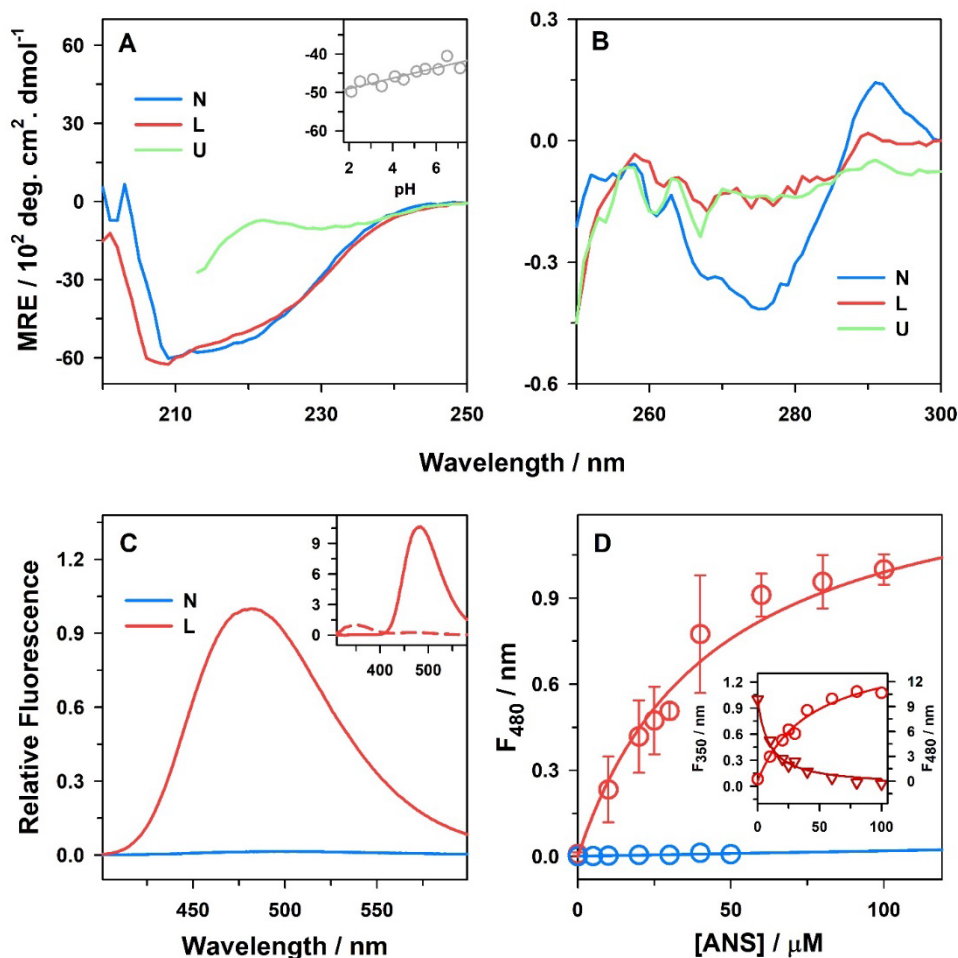 A
60
30
0
-30
-60
MRE / 10² deg. cm². dmol⁻¹
N
L
U
-40
-50
-60
2 4 6
pH
210 230 250
B
0.3
0.0
-0.3
-0.6
N
L
U
260 280 300
Wavelength / nm
C
1.2
0.9
0.6
0.3
0.0
Relative Fluorescence
N
L
9
6
3
0
400 500
450 500 550
Wavelength / nm
D
0.9
0.6
0.3
0.0
F₄₈₀ / nm
1.2
0.9
0.6
0.3
0.0
F₃₅₀ / nm
12
9
6
3
0
F₄₈₀ / nm
0 50 100
0 50 100
[ANS] / μM